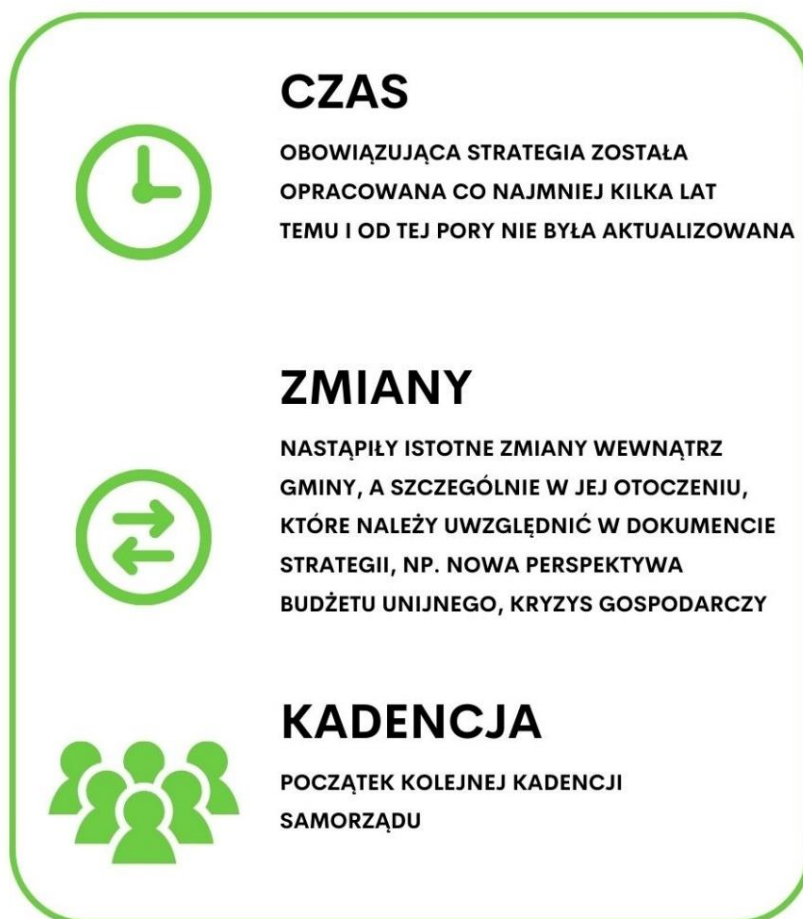 CZAS
OBOWIĄZUJĄCA STRATEGIA ZOSTAŁA
OPRACOWANA CO NAJMNIEJ KILKA LAT
TEMU I OD TEJ PORY NIE BYŁA AKTUALIZOWANA
ZMIANY
NASTĄPIŁY ISTOTNE ZMIANY WEWNĄTRZ
GMINY, A SZCZEGÓLNIE W JEJ OTOCZENIU,
KTÓRE NALEŻY UWZGLĘDNIĆ W DOKUMENCIE
STRATEGII, NP. NOWA PERSPEKTYWA
BUDŻETU UNIJNEGO, KRYZYS GOSPODARCZY
KADENCJA
POCZĄTEK KOLEJNEJ KADENCJI
SAMORZĄDU